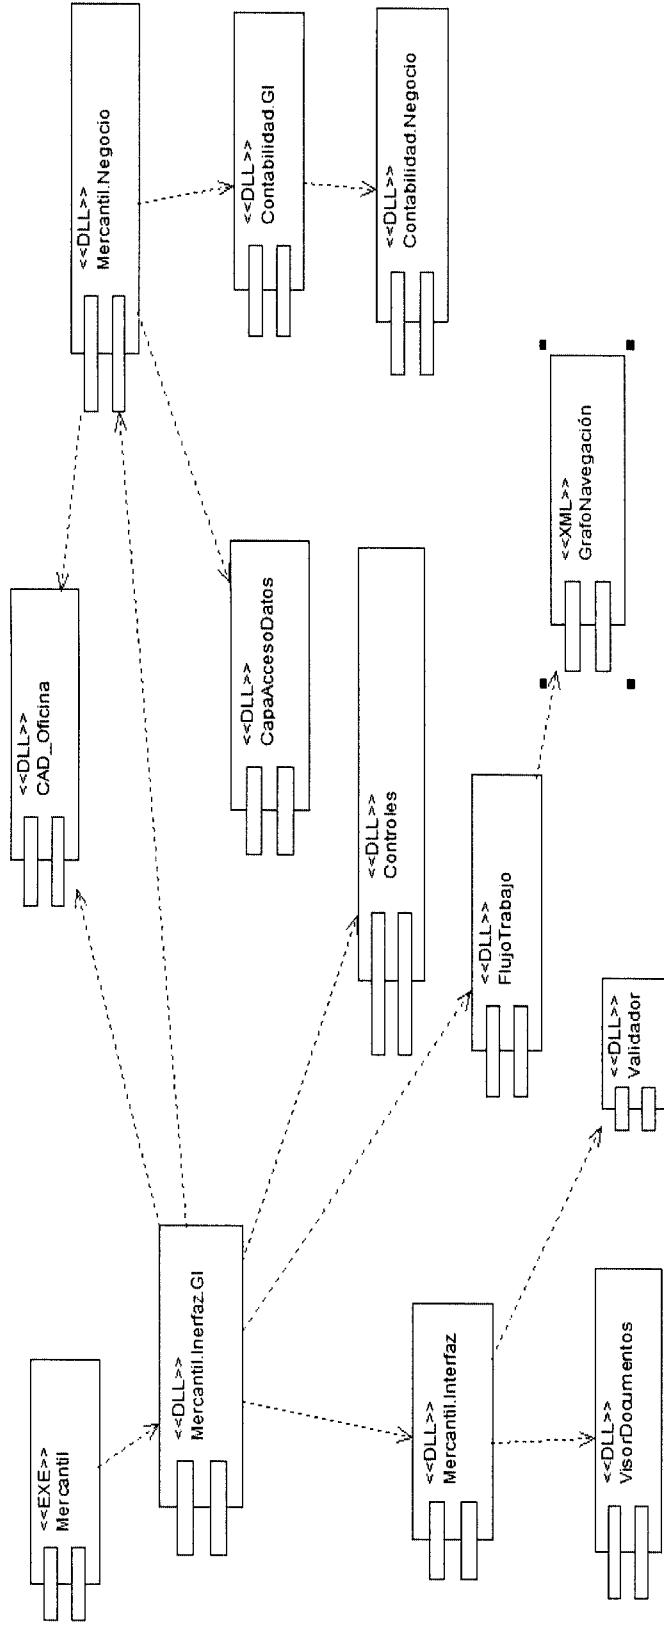 <<EXE>>
Mercantil
<<DLL>>
Mercantil.Inerfaz.GI
<<DLL>>
CAD_Oficina
<<DLL>>
Mercantil.Negocio
<<DLL>>
Contabilidad.GI
<<DLL>>
Contabilidad.Negocio
<<DLL>>
CapaAccesoDatos
<<DLL>>
Controles
<<DLL>>
Mercantil.Interfaz
<<DLL>>
FlujoTrabajo
<<XML>>
GrafoNavegación
<<DLL>>
VisorDocumentos
<<DLL>>
Validador